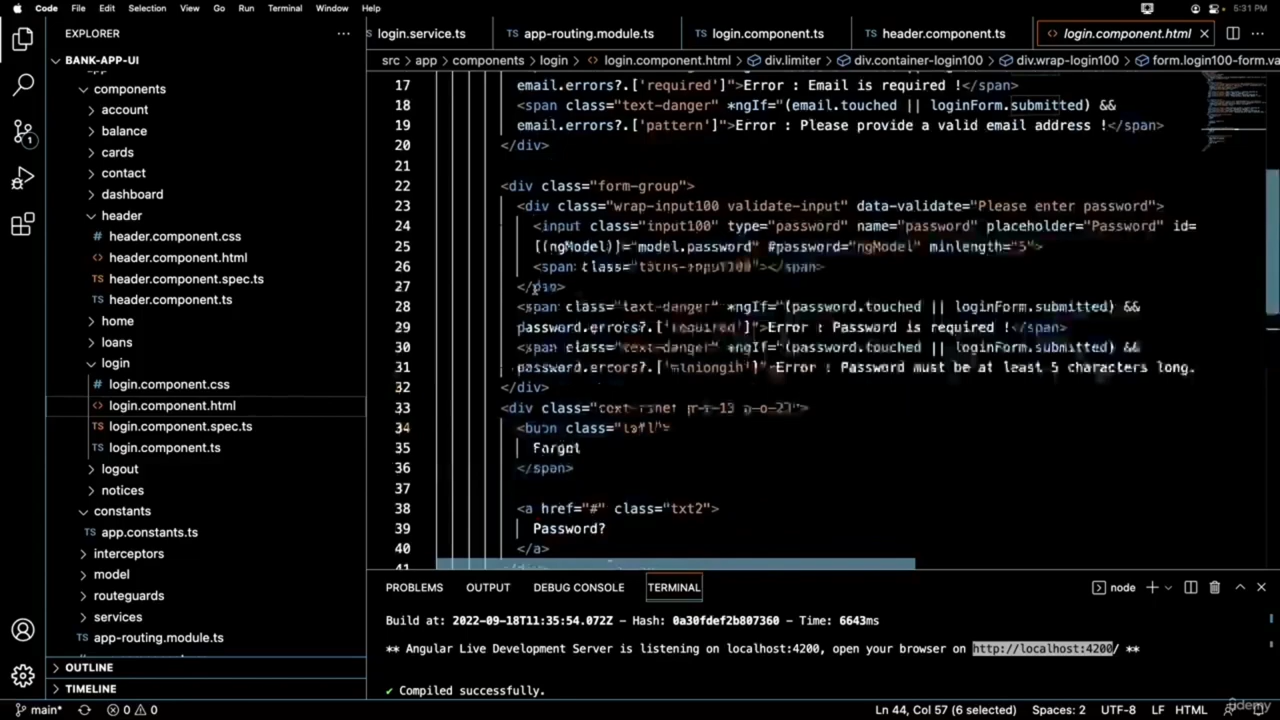 Code File Edit Selection View Go Run Terminal Window Help 5:31 PM
EXPLORER
login.service.ts app-routing.module.ts login.component.ts header.component.ts login.component.html
BANK-APP-UI
src > app > components > login > login.component.html > div.limiter > div.container-login100 > div.wrap-login100 > form.login100-form.va
components
account
balance
cards
contact
dashboard
header
header.component.css
header.component.html
header.component.spec.ts
header.component.ts
home
loans
login
login.component.css
login.component.html
login.component.spec.ts
login.component.ts
logout
notices
constants
app.constants.ts
interceptors
model
routeguards
services
app-routing.module.ts
OUTLINE
TIMELINE
17 email.errors?.['required']">Error : Email is required !</span>
18 <span class="text-danger" *ngIf="(email.touched || loginForm.submitted) &&
19 email.errors?.['pattern']">Error : Please provide a valid email address !</span>
20 </div>
21
22 <div class="form-group">
23 <div class="wrap-input100 validate-input" data-validate="Please enter password">
24 <input class="input100" type="password" name="password" placeholder="Password" id=
25 [(ngModel)]="model.password" #password="ngModel" minlength="5">
26 <span class= ></span>
27
28 <span class= *ngIf="(password.touched || loginForm.submitted) &&
29 Error : Password is required !</span>
30 <span class= *ngIf="(password.touched || loginForm.submitted) &&
31 Error : Password must be at least 5 characters long.
32 </div>
33 <div class=
34 class=
35 Forgot
36 </span>
37
38 <a href="#" class="txt2">
39 Password?
40 </a>
41
PROBLEMS OUTPUT DEBUG CONSOLE TERMINAL node
Build at: 2022-09-18T11:35:54.072Z - Hash: 0a30fdef2b807360 - Time: 6643ms
** Angular Live Development Server is listening on localhost:4200, open your browser on http://localhost:4200/ **
✔ Compiled successfully.
main* 0 0 Ln 44, Col 57 (6 selected) Spaces: 2 UTF-8 LF HTML
udemy